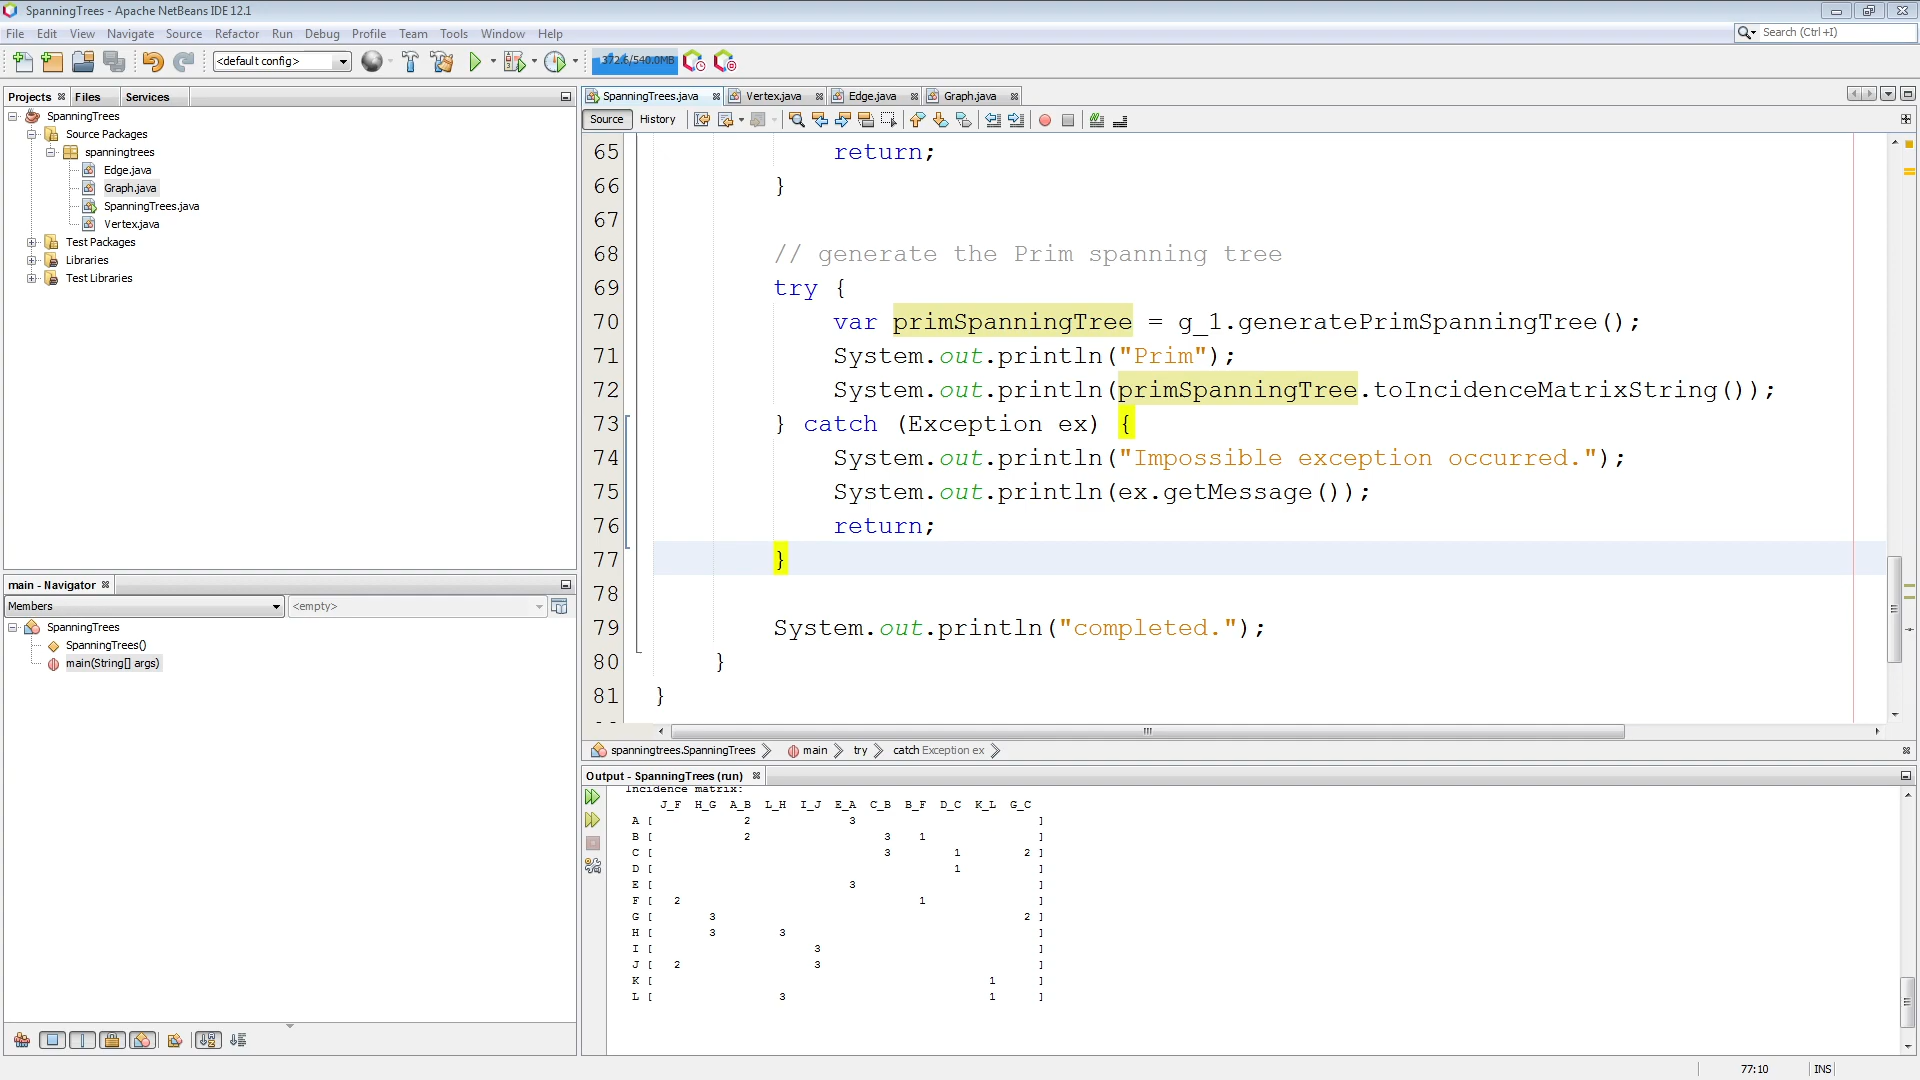 SpanningTrees - Apache NetBeans IDE 12.1
File Edit View Navigate Source Refactor Run Debug Profile Team Tools Window Help
Search (Ctrl+I)
<default config>
372.6/540.0MB
Projects Files Services
SpanningTrees
Source Packages
spanningtrees
Edge.java
Graph.java
SpanningTrees.java
Vertex.java
Test Packages
Libraries
Test Libraries
main - Navigator
Members <empty>
SpanningTrees
SpanningTrees()
main(String[] args)
SpanningTrees.java Vertex.java Edge.java Graph.java
Source History
65 return;
66 }
67
68 // generate the Prim spanning tree
69 try {
70 var primSpanningTree = g_1.generatePrimSpanningTree();
71 System.out.println("Prim");
72 System.out.println(primSpanningTree.toIncidenceMatrixString());
73 } catch (Exception ex) {
74 System.out.println("Impossible exception occurred.");
75 System.out.println(ex.getMessage());
76 return;
77 }
78
79 System.out.println("completed.");
80 }
81 }
spanningtrees.SpanningTrees main try catch Exception ex
Output - SpanningTrees (run)
Incidence matrix:
J_F H_G A_B L_H I_J E_A C_B B_F D_C K_L G_C
A [ 2 3 ]
B [ 2 3 1 ]
C [ 3 1 2 ]
D [ 1 ]
E [ 3 ]
F [ 2 1 ]
G [ 3 2 ]
H [ 3 3 ]
I [ 3 ]
J [ 2 3 ]
K [ 1 ]
L [ 3 1 ]
77:10 INS